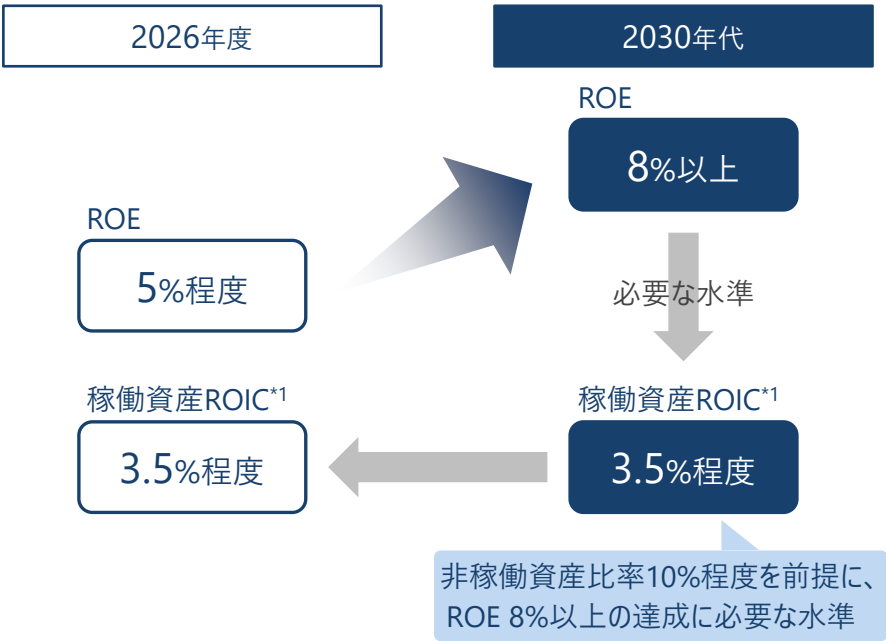 2026年度
2030年代
ROE
8%以上
ROE
5%程度
必要な水準
稼働資産ROIC*1
稼働資産ROIC*1
3.5%程度
3.5%程度
非稼働資産比率10%程度を前提に、
ROE 8%以上の達成に必要な水準